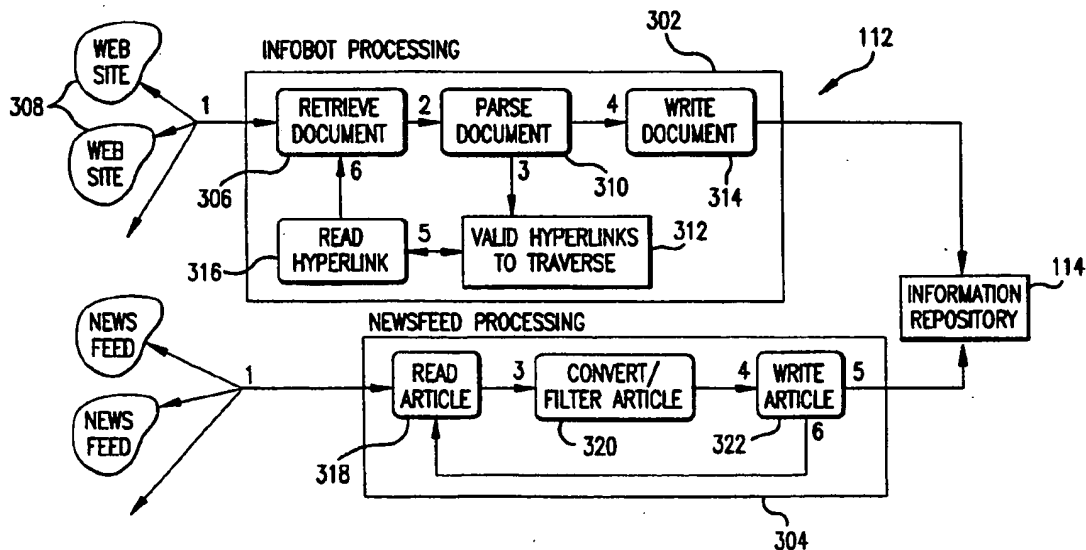 302
INFOBOT PROCESSING
112
WEB
SITE
308
1
RETRIEVE
DOCUMENT
2
PARSE
DOCUMENT
4
WRITE
DOCUMENT
WEB
SITE
306
6
3
310
314
READ
HYPERLINK
316
5
VALID HYPERLINKS
TO TRAVERSE
312
114
INFORMATION
REPOSITORY
NEWSFEED PROCESSING
NEWS
FEED
1
READ
ARTICLE
3
CONVERT/
FILTER ARTICLE
4
WRITE
ARTICLE
5
NEWS
FEED
318
320
322
6
304